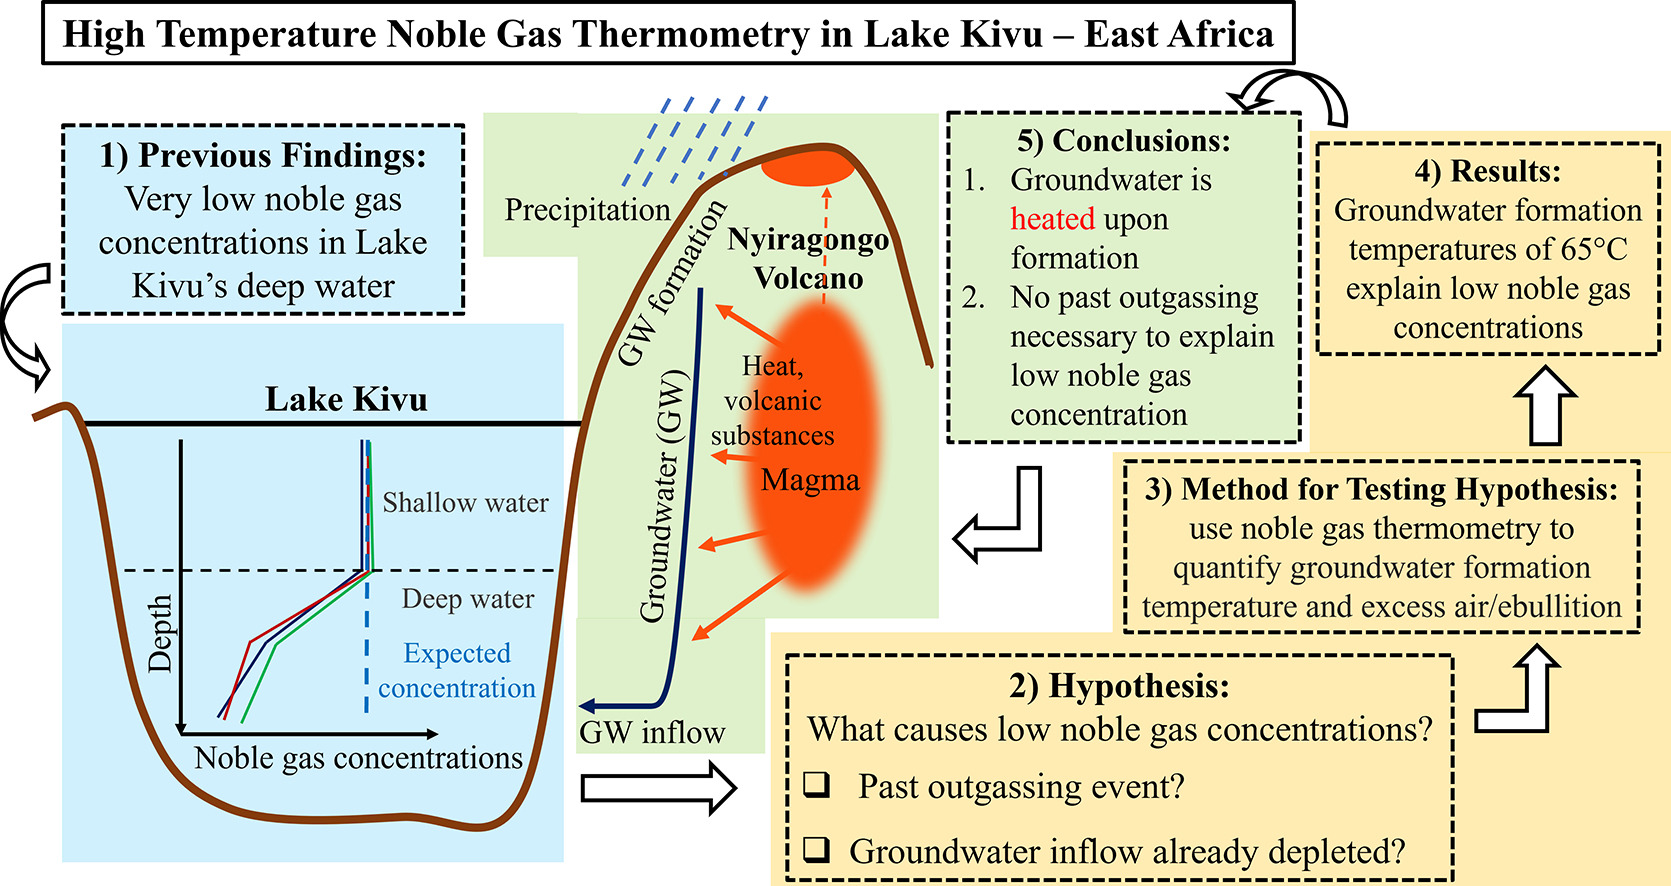 High Temperature Noble Gas Thermometry in Lake Kivu – East Africa
1) Previous Findings:
Very low noble gas
concentrations in Lake
Kivu's deep water
Lake Kivu
Shallow water
Deep water
Expected
concentration
Depth
Noble gas concentrations
Precipitation
GW formation
Nyiragongo
Volcano
Heat,
volcanic
substances
Magma
Groundwater (GW)
GW inflow
2) Hypothesis:
What causes low noble gas concentrations?
❑ Past outgassing event?
❑ Groundwater inflow already depleted?
3) Method for Testing Hypothesis:
use noble gas thermometry to
quantify groundwater formation
temperature and excess air/ebullition
4) Results:
Groundwater formation
temperatures of 65°C
explain low noble gas
concentrations
5) Conclusions:
1. Groundwater is
heated upon
formation
2. No past outgassing
necessary to explain
low noble gas
concentration